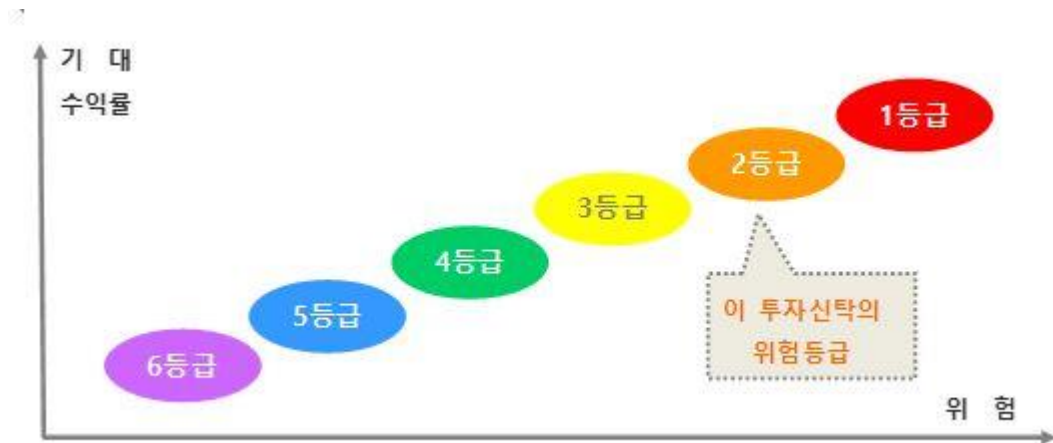 기 대
수익률
1등급
2등급
3등급
4등급
5등급
6등급
이 투자신탁의
위험등급
위 험